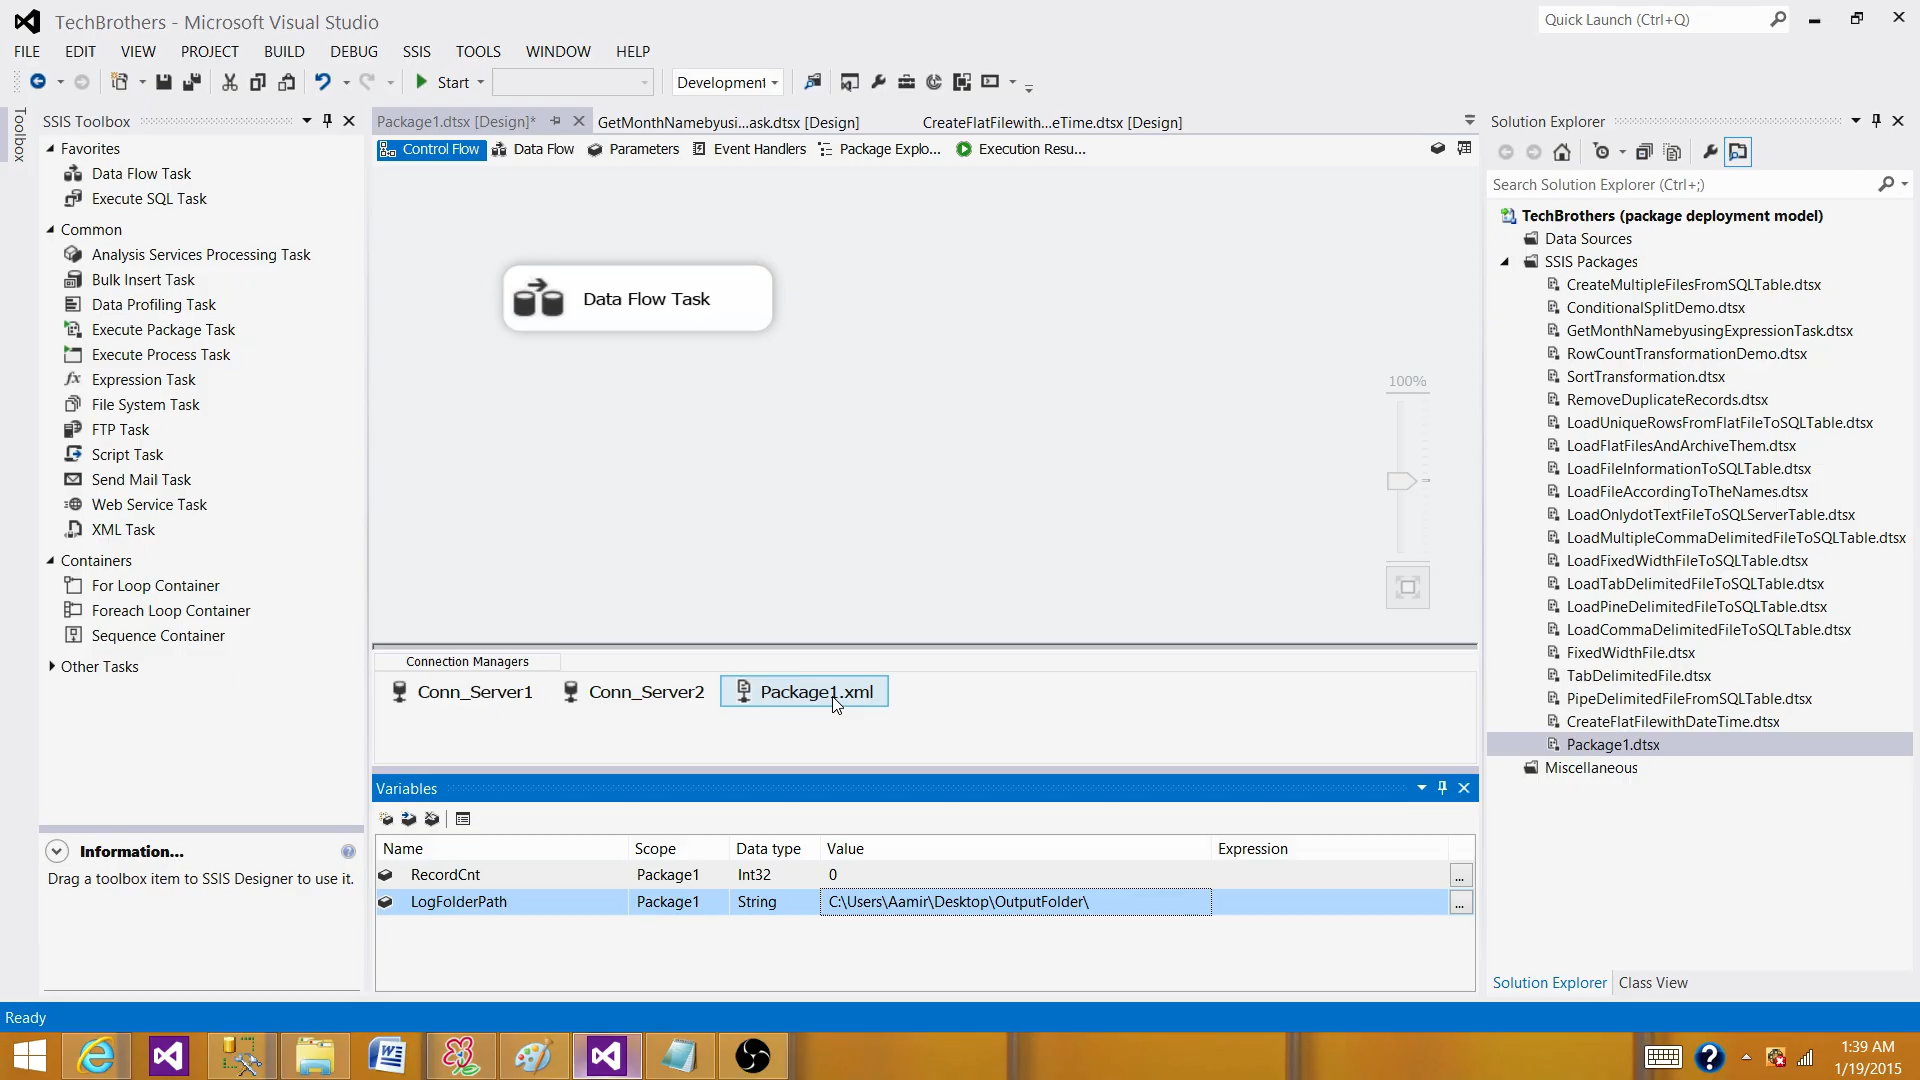 TechBrothers - Microsoft Visual Studio
Quick Launch (Ctrl+Q)
FILE EDIT VIEW PROJECT BUILD DEBUG SSIS TOOLS WINDOW HELP
Start Development
Toolbox
SSIS Toolbox
Favorites
Data Flow Task
Execute SQL Task
Common
Analysis Services Processing Task
Bulk Insert Task
Data Profiling Task
Execute Package Task
Execute Process Task
Expression Task
File System Task
FTP Task
Script Task
Send Mail Task
Web Service Task
XML Task
Containers
For Loop Container
Foreach Loop Container
Sequence Container
Other Tasks
Information...
Drag a toolbox item to SSIS Designer to use it.
Package1.dtsx [Design]* GetMonthNamebyusi...ask.dtsx [Design] CreateFlatFilewith...eTime.dtsx [Design]
Control Flow Data Flow Parameters Event Handlers Package Explo... Execution Resu...
Data Flow Task
100%
Connection Managers
Conn_Server1 Conn_Server2 Package1.xml
Variables
Name Scope Data type Value Expression
RecordCnt Package1 Int32 0 ...
LogFolderPath Package1 String C:\Users\Aamir\Desktop\OutputFolder\ ...
Solution Explorer
Search Solution Explorer (Ctrl+;)
TechBrothers (package deployment model)
Data Sources
SSIS Packages
CreateMultipleFilesFromSQLTable.dtsx
ConditionalSplitDemo.dtsx
GetMonthNamebyusingExpressionTask.dtsx
RowCountTransformationDemo.dtsx
SortTransformation.dtsx
RemoveDuplicateRecords.dtsx
LoadUniqueRowsFromFlatFileToSQLTable.dtsx
LoadFlatFilesAndArchiveThem.dtsx
LoadFileInformationToSQLTable.dtsx
LoadFileAccordingToTheNames.dtsx
LoadOnlydotTextFileToSQLServerTable.dtsx
LoadMultipleCommaDelimitedFileToSQLTable.dtsx
LoadFixedWidthFileToSQLTable.dtsx
LoadTabDelimitedFileToSQLTable.dtsx
LoadPineDelimitedFileToSQLTable.dtsx
LoadCommaDelimitedFileToSQLTable.dtsx
FixedWidthFile.dtsx
TabDelimitedFile.dtsx
PipeDelimitedFileFromSQLTable.dtsx
CreateFlatFilewithDateTime.dtsx
Package1.dtsx
Miscellaneous
Solution Explorer Class View
Ready
1:39 AM
1/19/2015